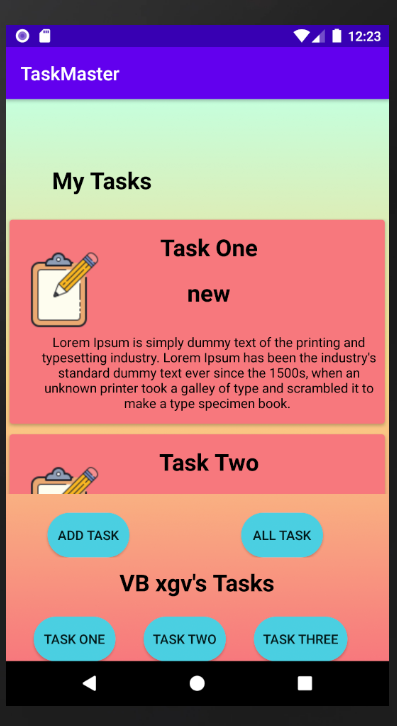 12:23
TaskMaster
My Tasks
Task One
new
Lorem Ipsum is simply dummy text of the printing and
typesetting industry. Lorem Ipsum has been the industry's
standard dummy text ever since the 1500s, when an
unknown printer took a galley of type and scrambled it to
make a type specimen book.
Task Two
ADD TASK
ALL TASK
VB xgv's Tasks
TASK ONE
TASK TWO
TASK THREE